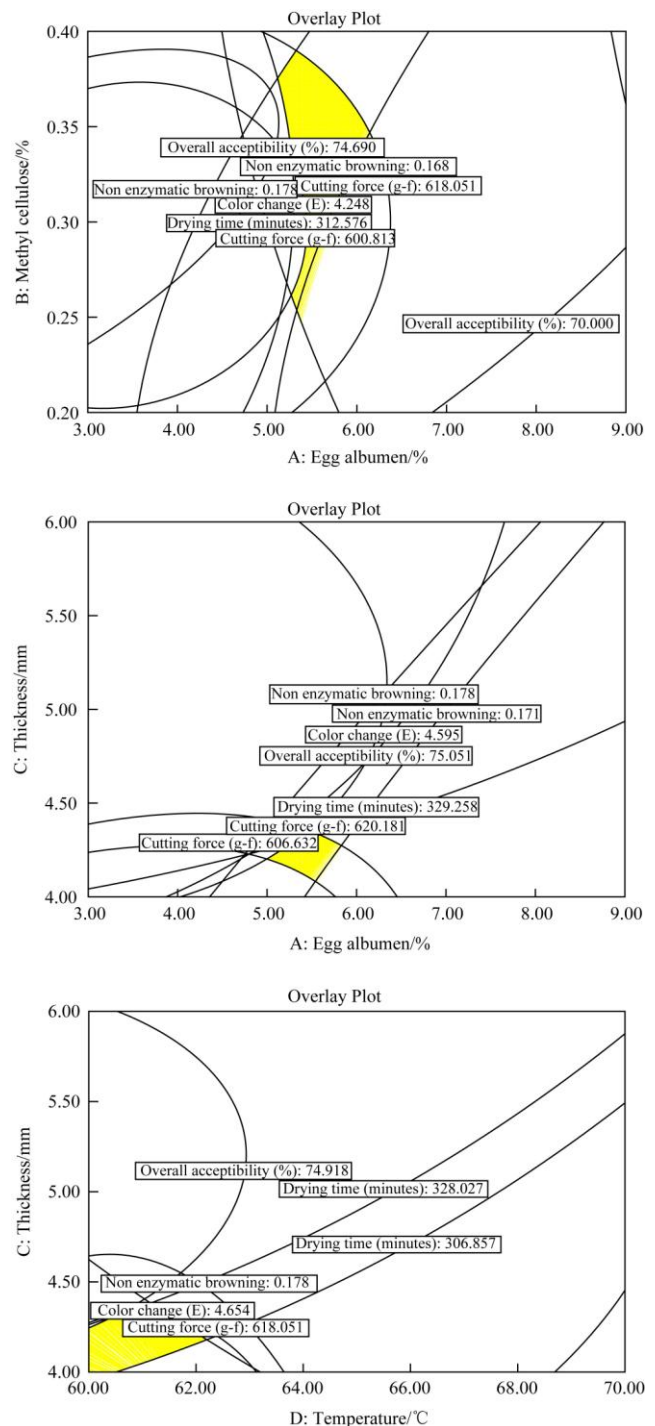 Overlay Plot
0.40
0.35
Overall acceptibility (%): 74.690
Non enzymatic browning: 0.168
Non enzymatic browning: 0.178
Cutting force (g-f): 618.051
Color change (E): 4.248
0.30
Drying time (minutes): 312.576
Cutting force (g-f): 600.813
0.25
Overall acceptibility (%): 70.000
0.20
B: Methyl cellulose/%
3.00 4.00 5.00 6.00 7.00 8.00 9.00
A: Egg albumen/%
Overlay Plot
6.00
5.50
Non enzymatic browning: 0.178
5.00
Non enzymatic browning: 0.171
Color change (E): 4.595
Overall acceptibility (%): 75.051
4.50
Drying time (minutes): 329.258
Cutting force (g-f): 620.181
Cutting force (g-f): 606.632
4.00
C: Thickness/mm
3.00 4.00 5.00 6.00 7.00 8.00 9.00
A: Egg albumen/%
Overlay Plot
6.00
5.50
Overall acceptibility (%): 74.918
5.00
Drying time (minutes): 328.027
Drying time (minutes): 306.857
4.50
Non enzymatic browning: 0.178
Color change (E): 4.654
Cutting force (g-f): 618.051
4.00
C: Thickness/mm
60.00 62.00 64.00 66.00 68.00 70.00
D: Temperature/℃